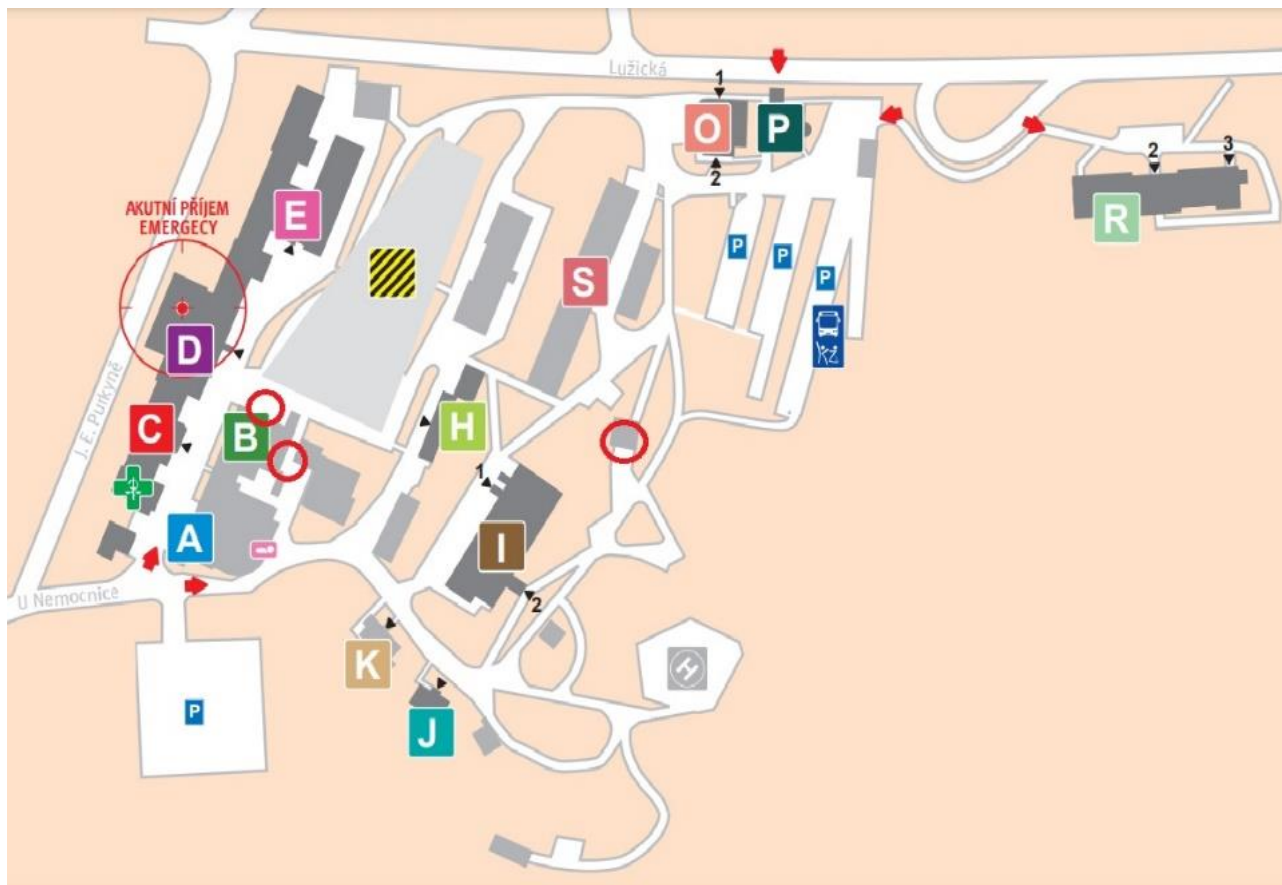 Lužická
1
O
P
2
P
P
P
2
3
R
AKUTNÍ PŘÍJEM
EMERGECY
E
S
D
J. E. Purkyně
C
B
H
1
A
I
U Nemocnice
2
K
H
P
J